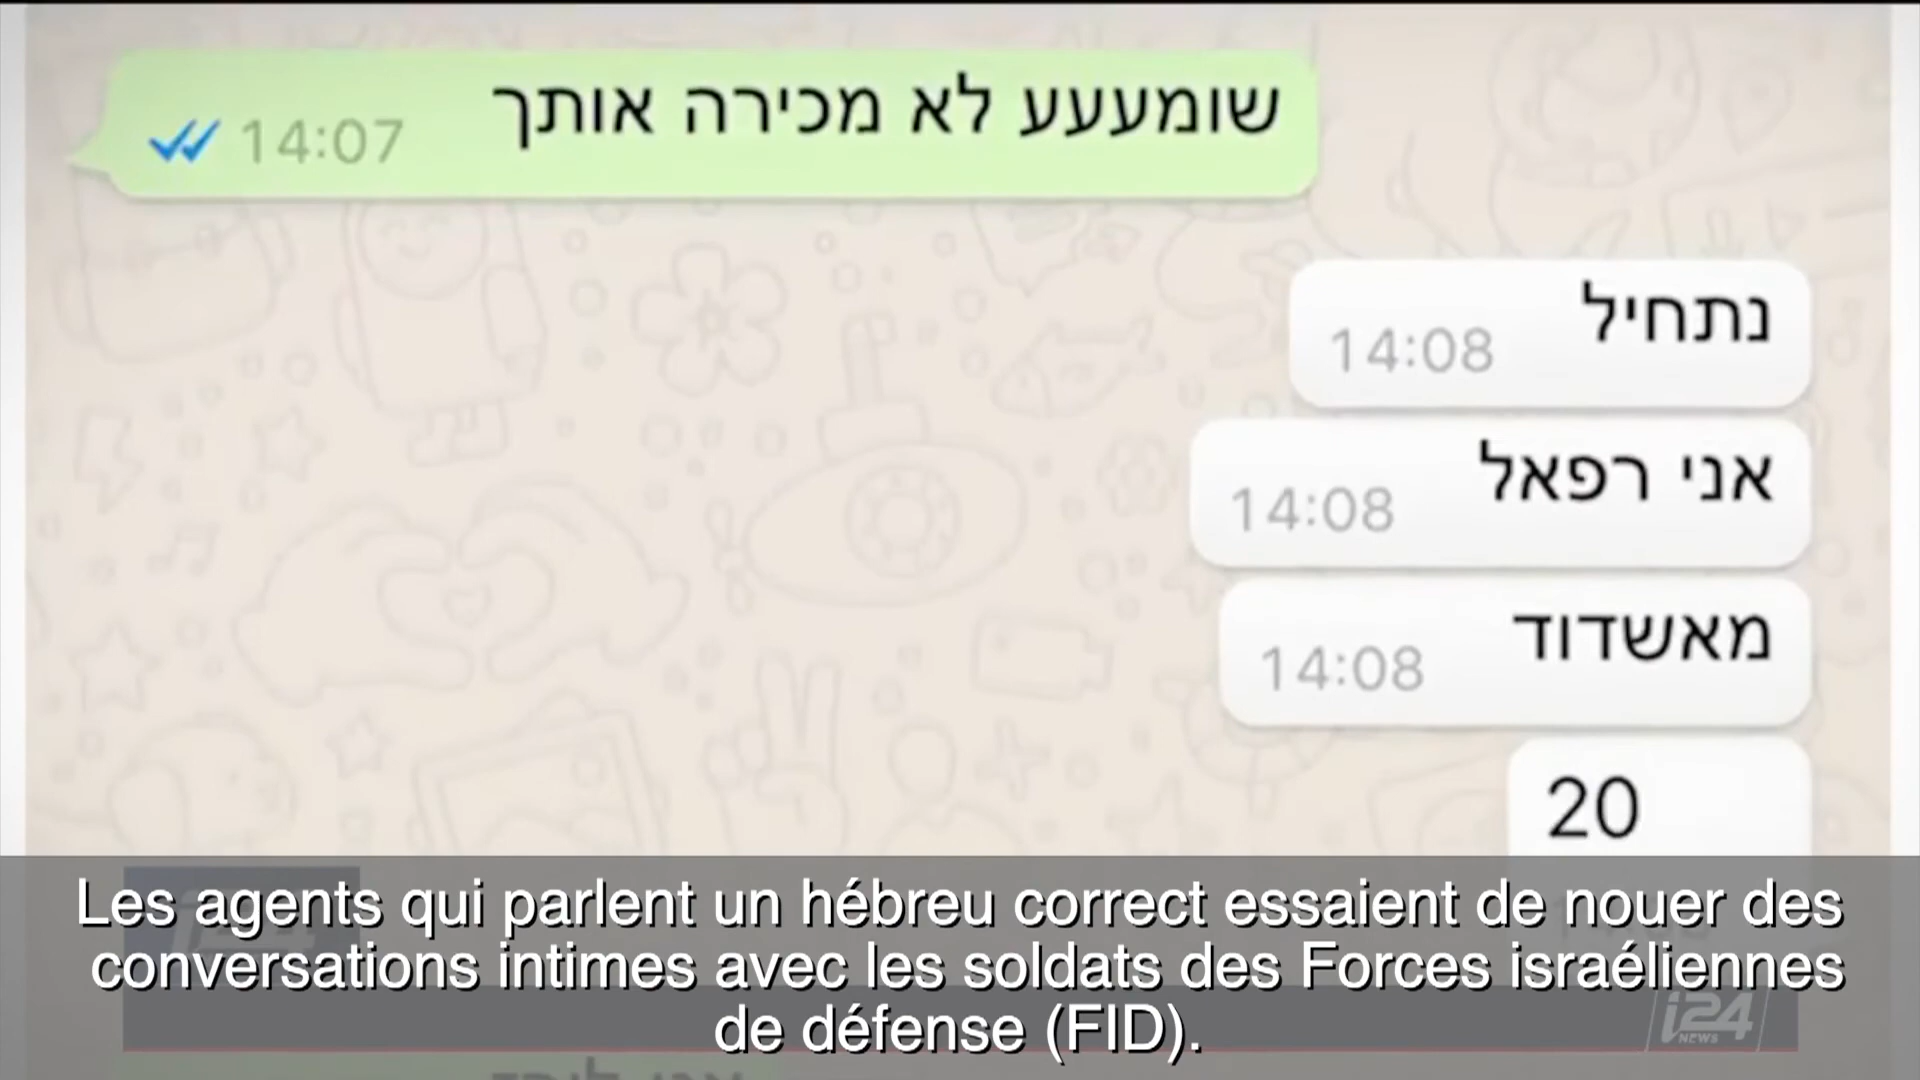 שומעעע לא מכירה אותך
14:07
נתחיל
14:08
אני רפאל
14:08
מאשדוד
14:08
20
Les agents qui parlent un hébreu correct essaient de nouer des
conversations intimes avec les soldats des Forces israéliennes
de défense (FID).
i24
NEWS